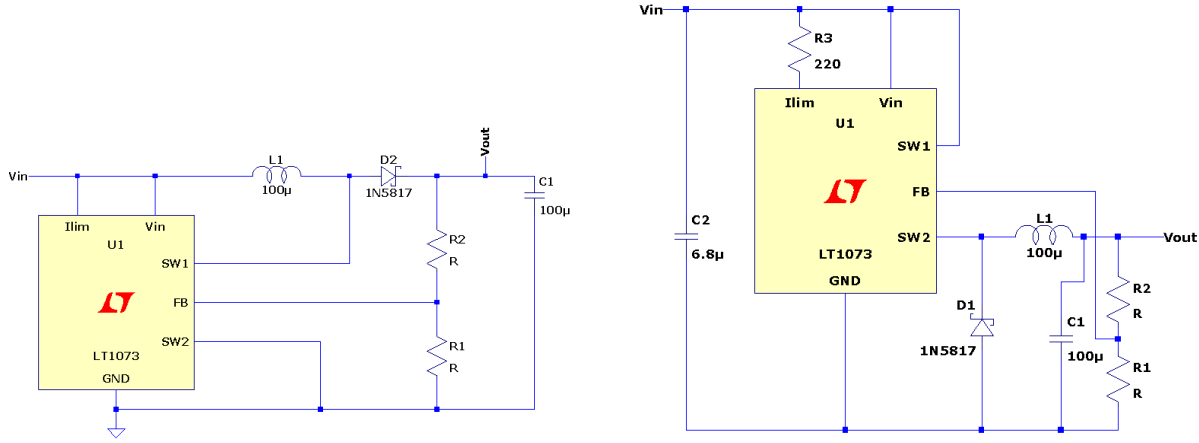 Vin
L1
100µ
D2
1N5817
Vout
C1
100µ
Ilim
Vin
U1
SW1
R2
R
FB
SW2
R1
R
LT1073
GND
Vin
R3
220
Ilim
Vin
U1
SW1
FB
C2
6.8µ
SW2
L1
100µ
Vout
LT1073
GND
R2
R
D1
1N5817
C1
100µ
R1
R